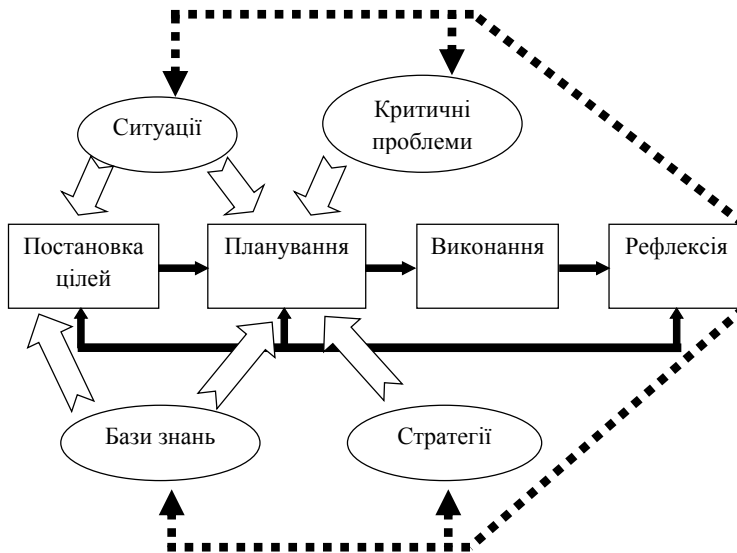 Ситуації
Критичні
проблеми
Постановка
цілей
Планування
Виконання
Рефлексія
Бази знань
Стратегії